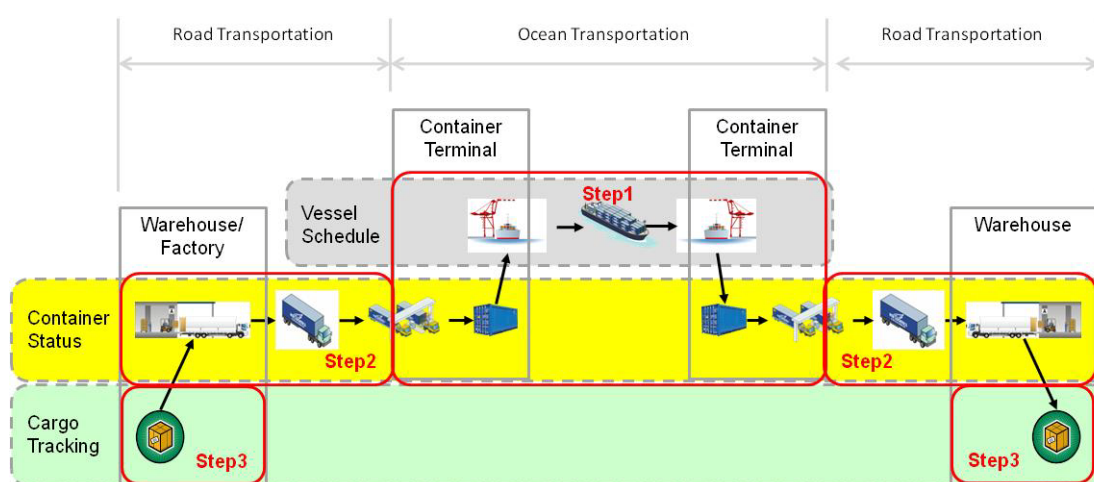 Road Transportation
Ocean Transportation
Road Transportation
Container
Terminal
Container
Terminal
Step1
Vessel
Schedule
Warehouse/
Factory
Warehouse
Container
Status
Step2
Step2
Cargo
Tracking
Step3
Step3